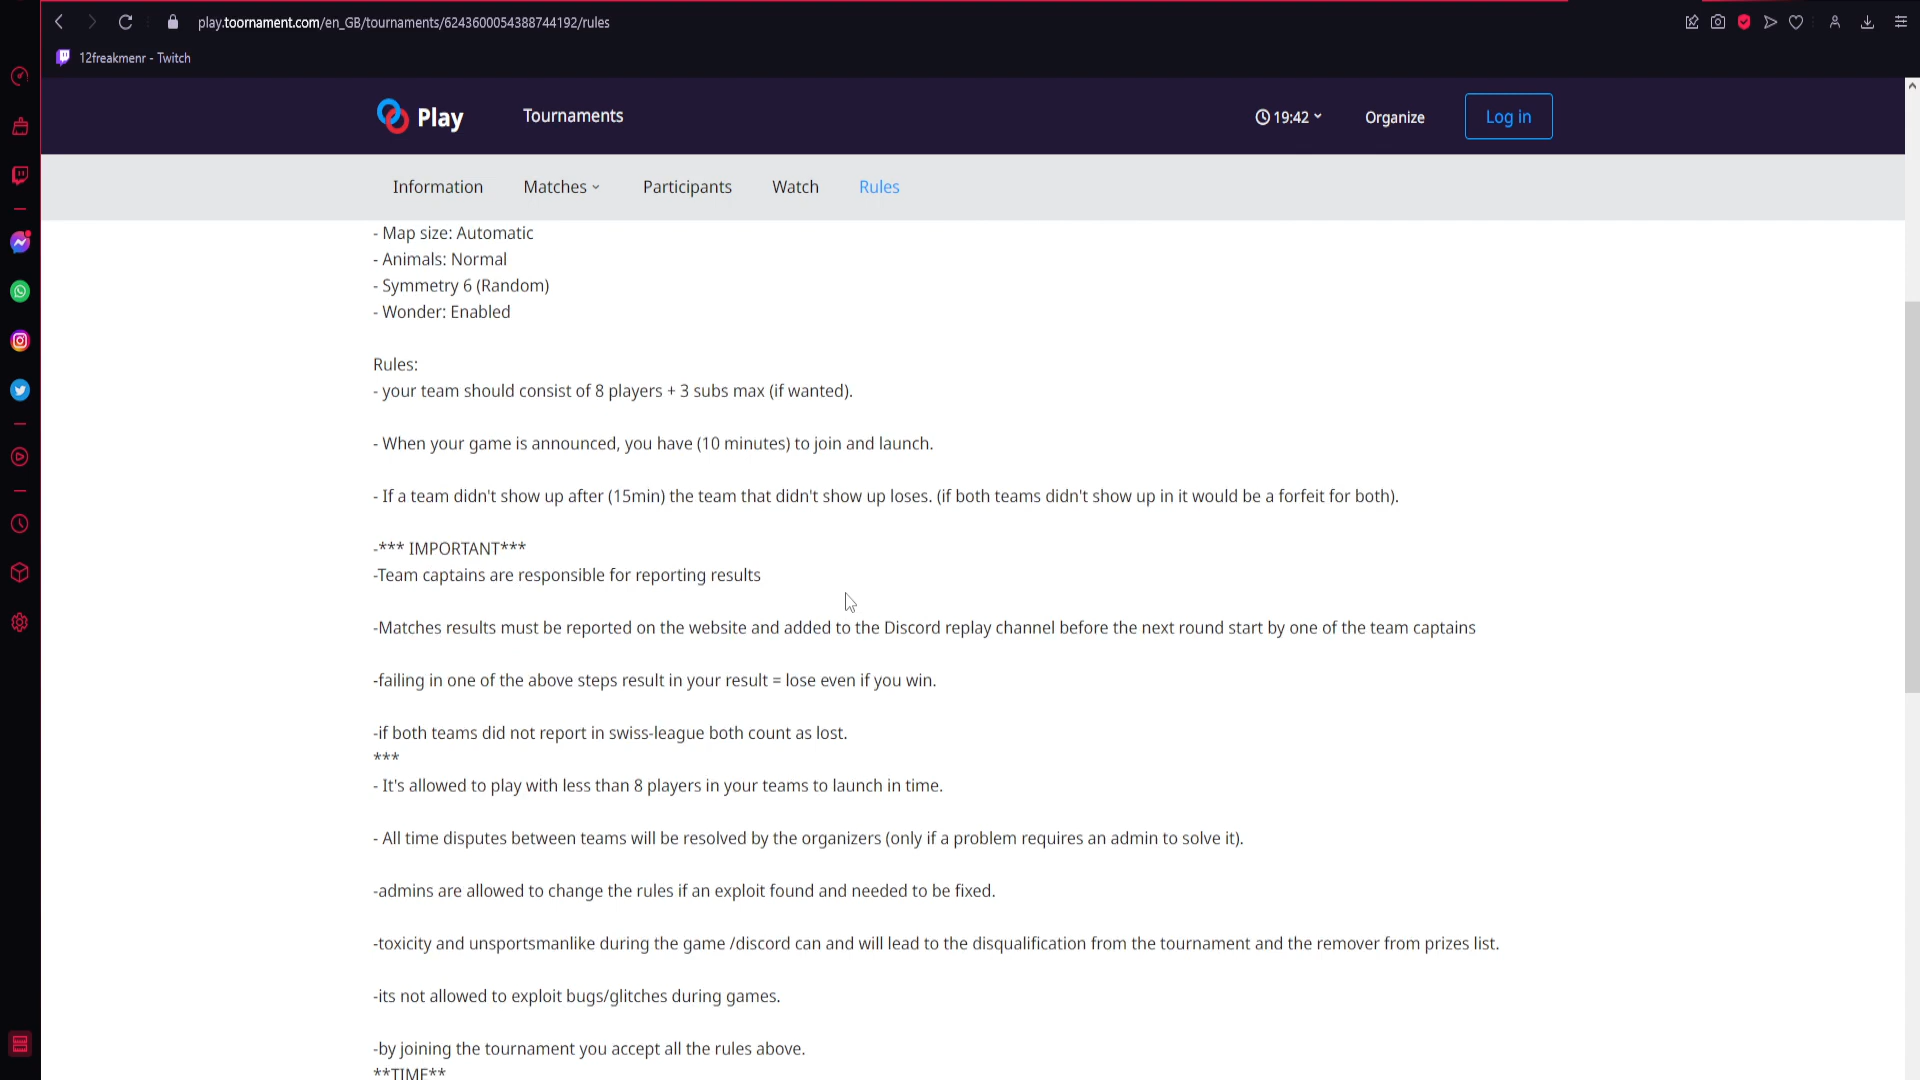 play.toornament.com/en_GB/tournaments/6243600054388744192/rules
12freakmenr - Twitch
Play
Tournaments
19:42
Organize
Log in
Information
Matches
Participants
Watch
Rules
- Map size: Automatic
- Animals: Normal
- Symmetry 6 (Random)
- Wonder: Enabled
Rules:
- your team should consist of 8 players + 3 subs max (if wanted).
- When your game is announced, you have (10 minutes) to join and launch.
- If a team didn't show up after (15min) the team that didn't show up loses. (if both teams didn't show up in it would be a forfeit for both).
-*** IMPORTANT***
-Team captains are responsible for reporting results
-Matches results must be reported on the website and added to the Discord replay channel before the next round start by one of the team captains
-failing in one of the above steps result in your result = lose even if you win.
-if both teams did not report in swiss-league both count as lost.
***
- It's allowed to play with less than 8 players in your teams to launch in time.
- All time disputes between teams will be resolved by the organizers (only if a problem requires an admin to solve it).
-admins are allowed to change the rules if an exploit found and needed to be fixed.
-toxicity and unsportsmanlike during the game /discord can and will lead to the disqualification from the tournament and the remover from prizes list.
-its not allowed to exploit bugs/glitches during games.
-by joining the tournament you accept all the rules above.
**TIME**